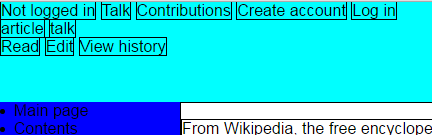 Not logged in Talk Contributions Create account Log in
article talk
Read Edit View history
Main page
Contents
From Wikipedia, the free encyclope